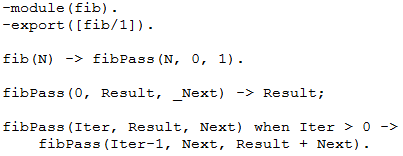 -module(fib).
-export([fib/1]).
fib(N) -> fibPass(N, 0, 1).
fibPass(0, Result, _Next) -> Result;
fibPass(Iter, Result, Next) when Iter > 0 ->
    fibPass(Iter-1, Next, Result + Next).